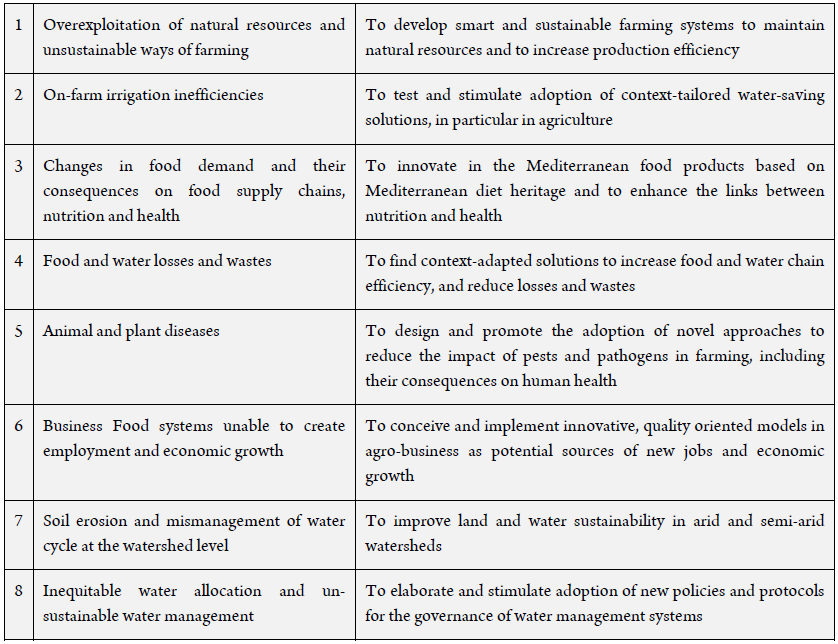 1
Overexploitation of natural resources and
unsustainable ways of farming
To develop smart and sustainable farming systems to maintain
natural resources and to increase production efficiency
2
On-farm irrigation inefficiencies
To test and stimulate adoption of context-tailored water-saving
solutions, in particular in agriculture
3
Changes in food demand and their
consequences on food supply chains,
nutrition and health
To innovate in the Mediterranean food products based on
Mediterranean diet heritage and to enhance the links between
nutrition and health
4
Food and water losses and wastes
To find context-adapted solutions to increase food and water chain
efficiency, and reduce losses and wastes
5
Animal and plant diseases
To design and promote the adoption of novel approaches to
reduce the impact of pests and pathogens in farming, including
their consequences on human health
6
Business Food systems unable to create
employment and economic growth
To conceive and implement innovative, quality oriented models in
agro-business as potential sources of new jobs and economic
growth
7
Soil erosion and mismanagement of water
cycle at the watershed level
To improve land and water sustainability in arid and semi-arid
watersheds
8
Inequitable water allocation and un-
sustainable water management
To elaborate and stimulate adoption of new policies and protocols
for the governance of water management systems